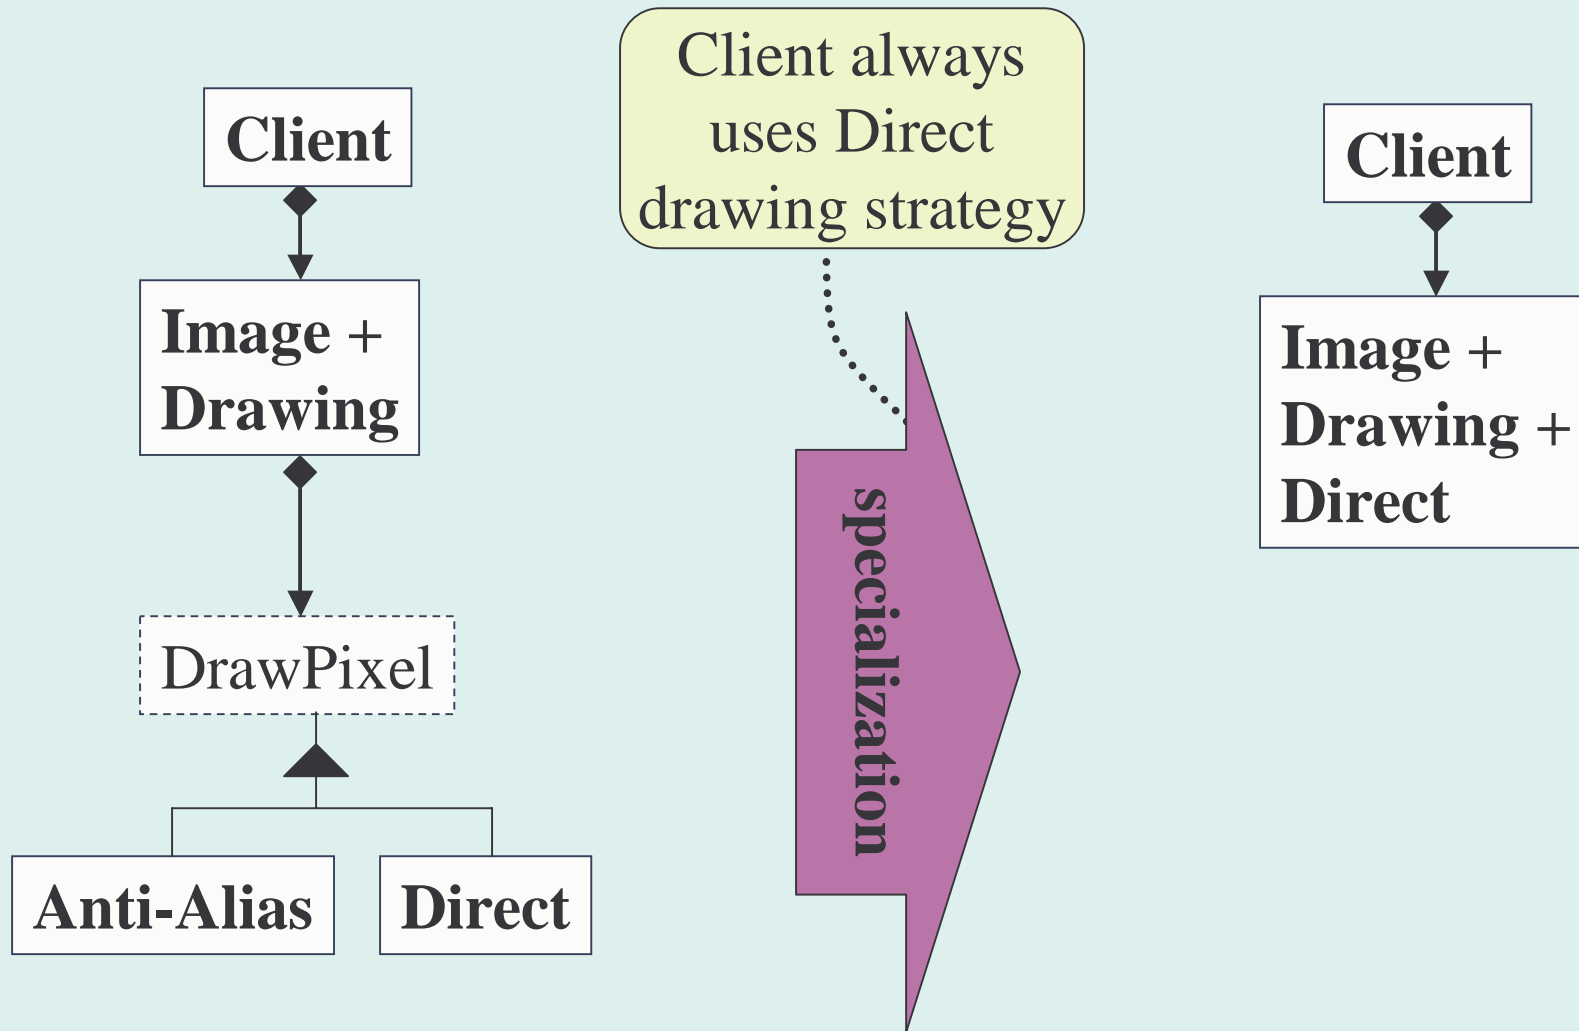 Client
Image +
Drawing
DrawPixel
Anti-Alias
Direct
Client always
uses Direct
drawing strategy
specialization
Client
Image +
Drawing +
Direct